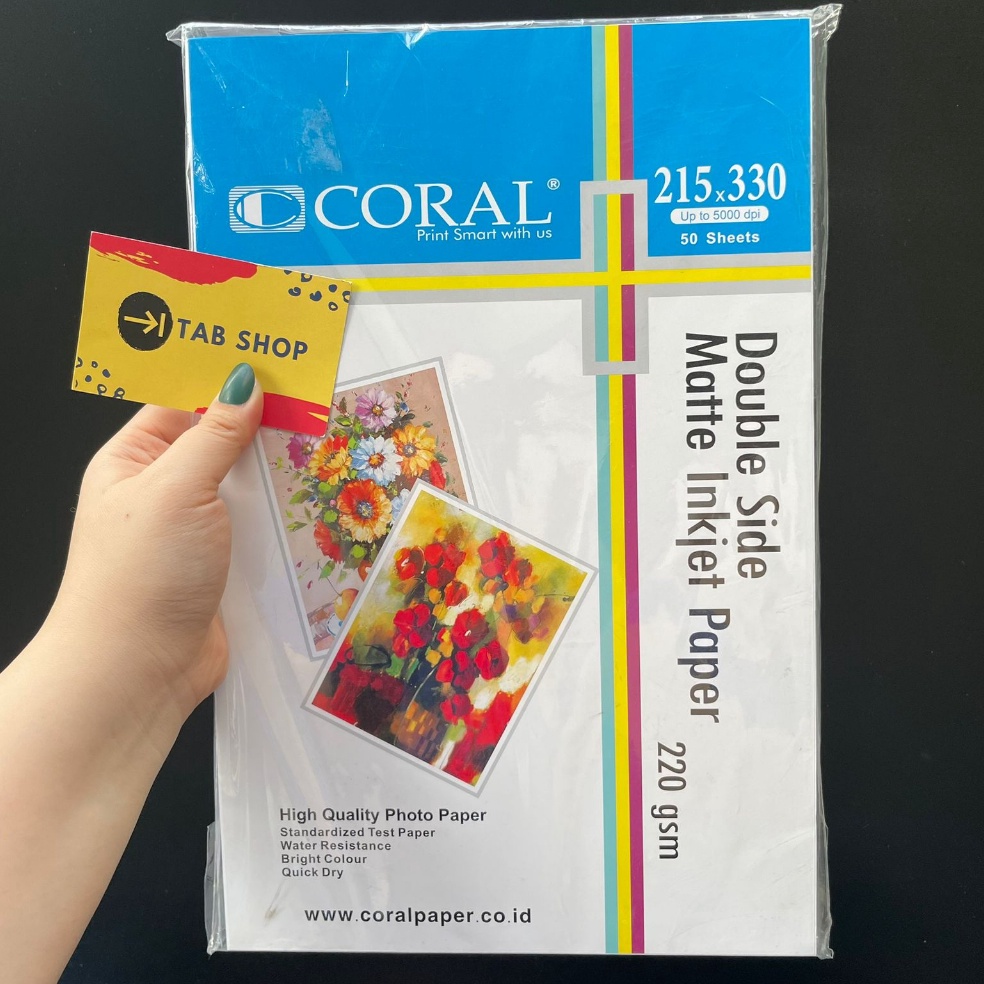 CORAL®
Print Smart with us
215x330
Up to 5000 dpi
50 Sheets
TAB SHOP
Double Side
Matte Inkjet Paper
220 gsm
High Quality Photo Paper
Standardized Test Paper
Water Resistance
Bright Colour
Quick Dry
www.coralpaper.co.id